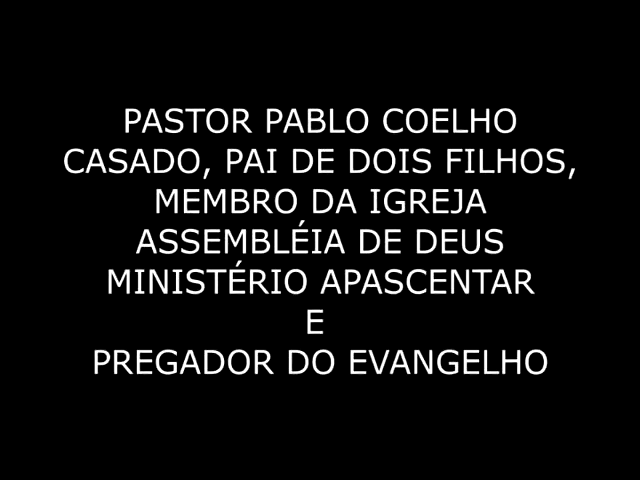 PASTOR PABLO COELHO
CASADO, PAI DE DOIS FILHOS,
MEMBRO DA IGREJA
ASSEMBLÉIA DE DEUS
MINISTÉRIO APASCENTAR
E
PREGADOR DO EVANGELHO